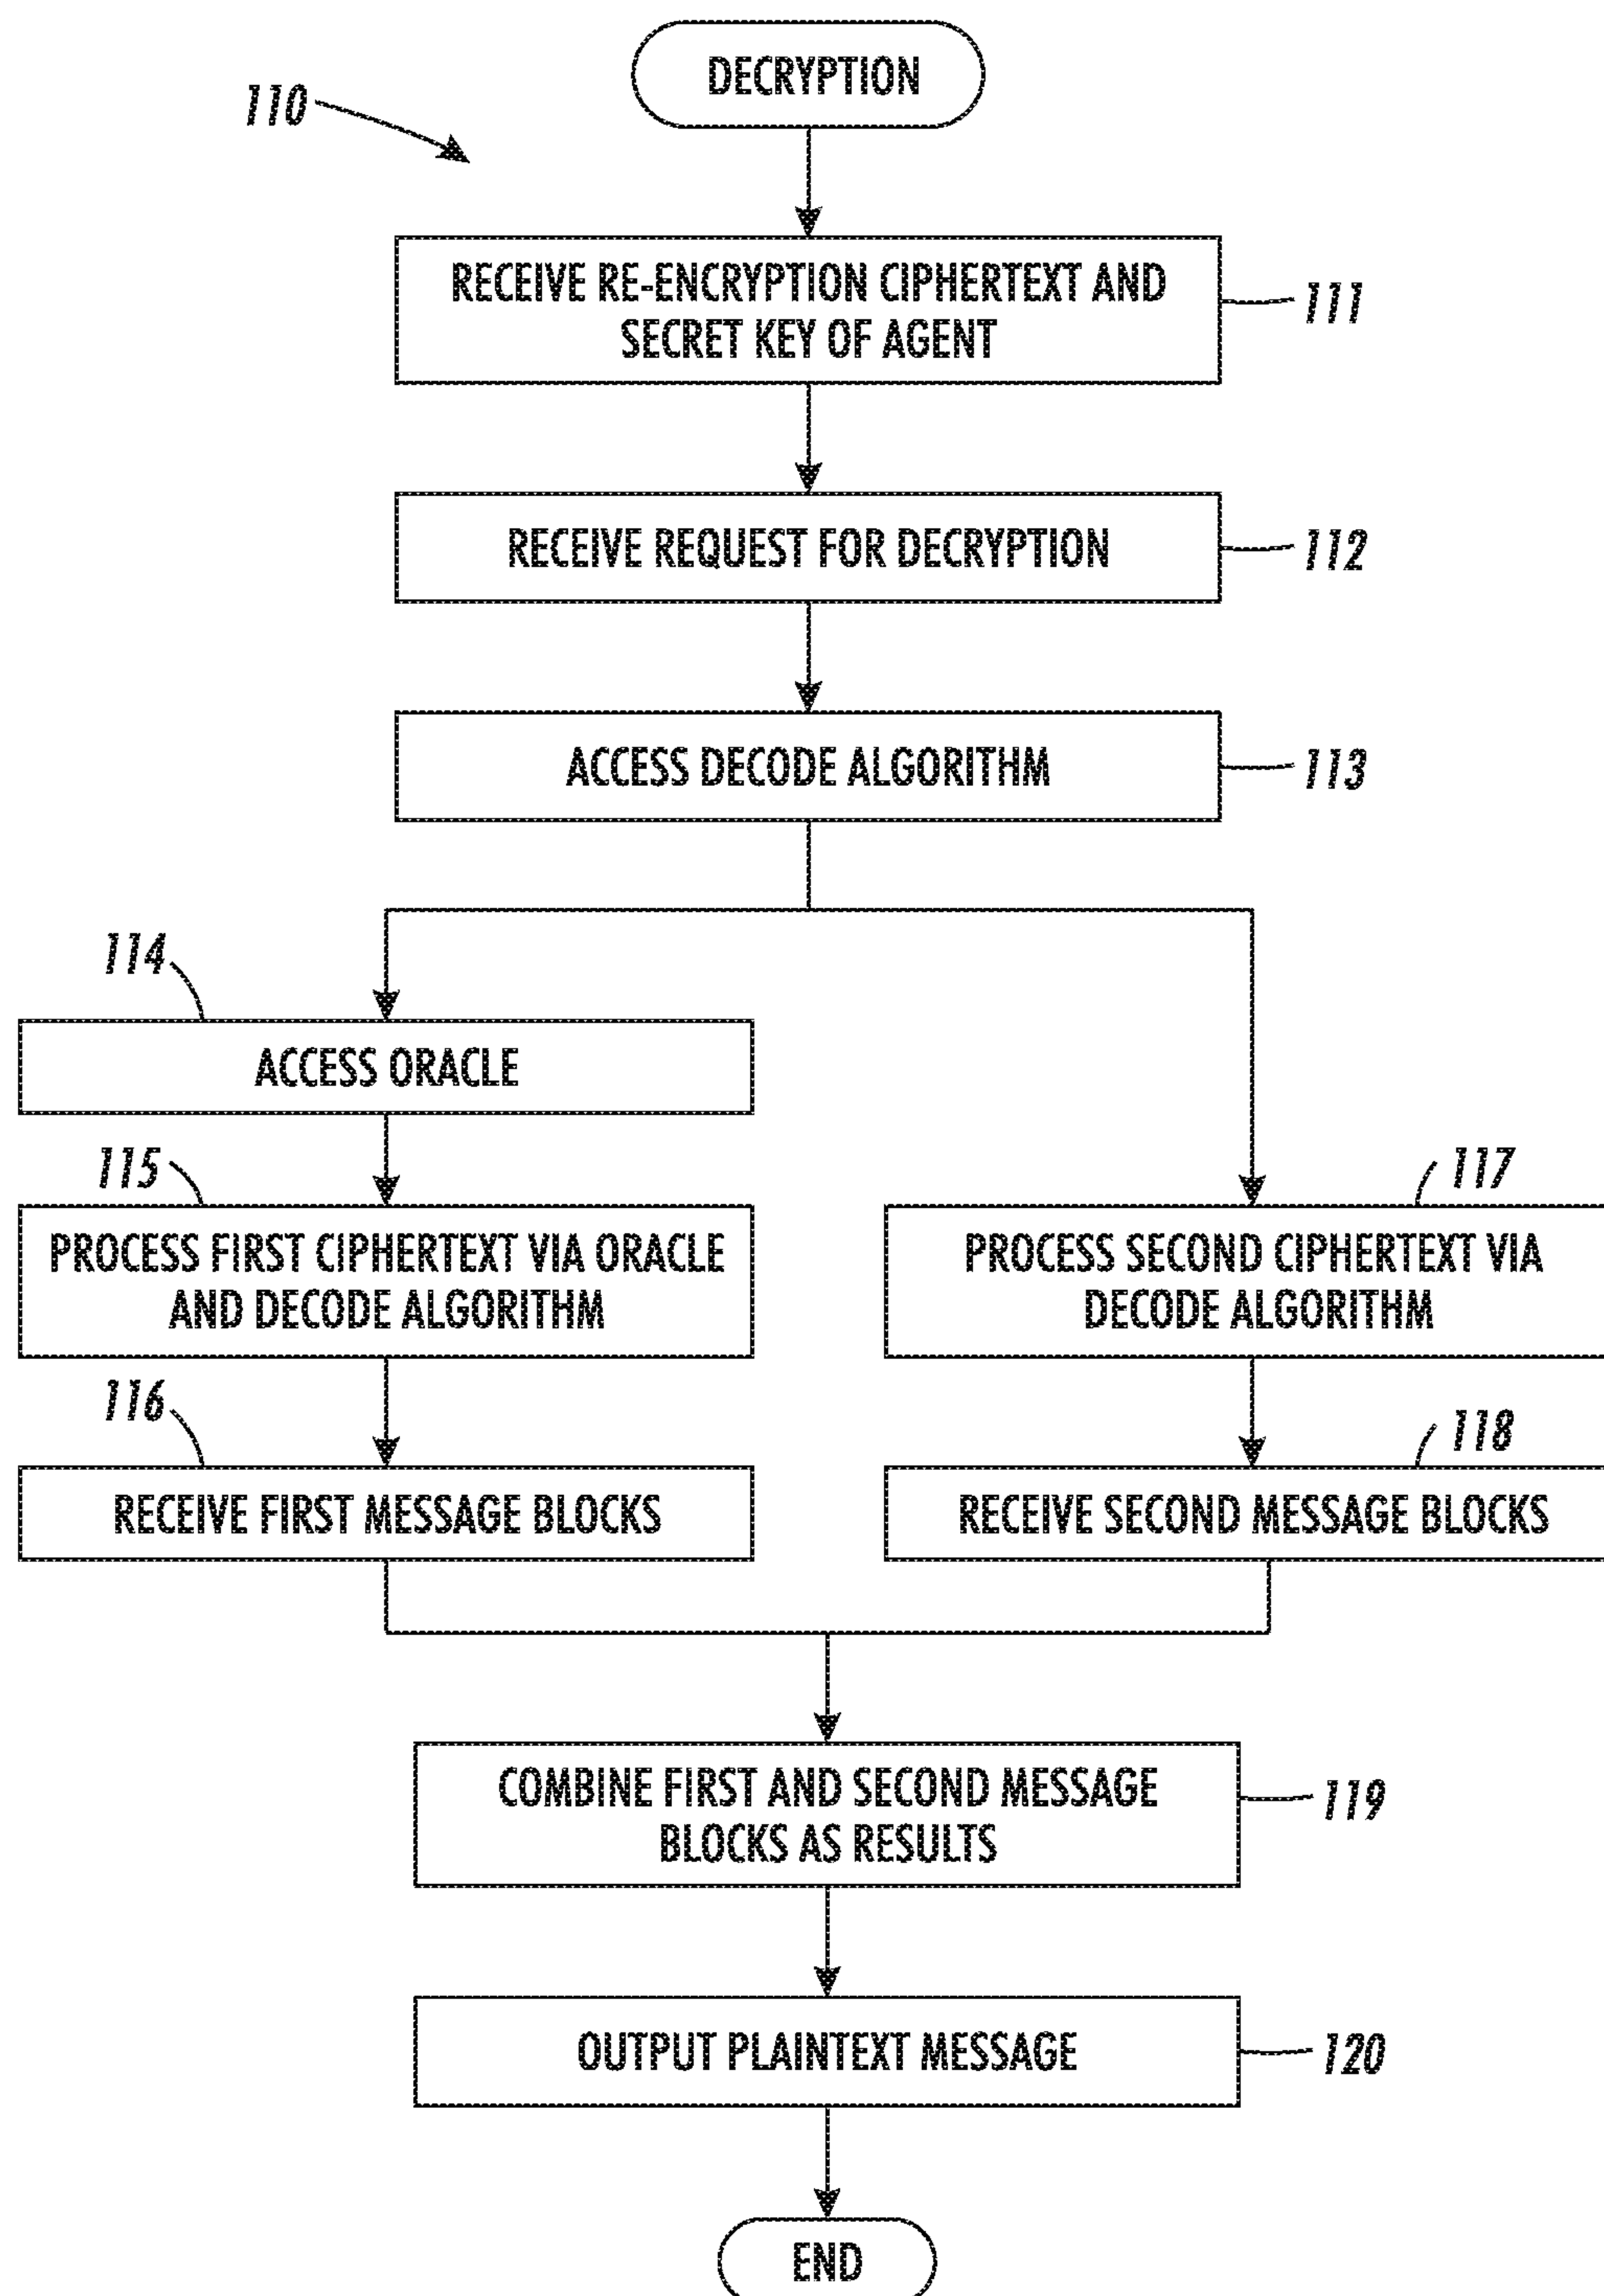 DECRYPTION
110
RECEIVE RE-ENCRYPTION CIPHERTEXT AND
SECRET KEY OF AGENT
111
RECEIVE REQUEST FOR DECRYPTION
112
ACCESS DECODE ALGORITHM
113
114
ACCESS ORACLE
115
PROCESS FIRST CIPHERTEXT VIA ORACLE
AND DECODE ALGORITHM
117
PROCESS SECOND CIPHERTEXT VIA
DECODE ALGORITHM
116
RECEIVE FIRST MESSAGE BLOCKS
118
RECEIVE SECOND MESSAGE BLOCKS
COMBINE FIRST AND SECOND MESSAGE
BLOCKS AS RESULTS
119
OUTPUT PLAINTEXT MESSAGE
120
END